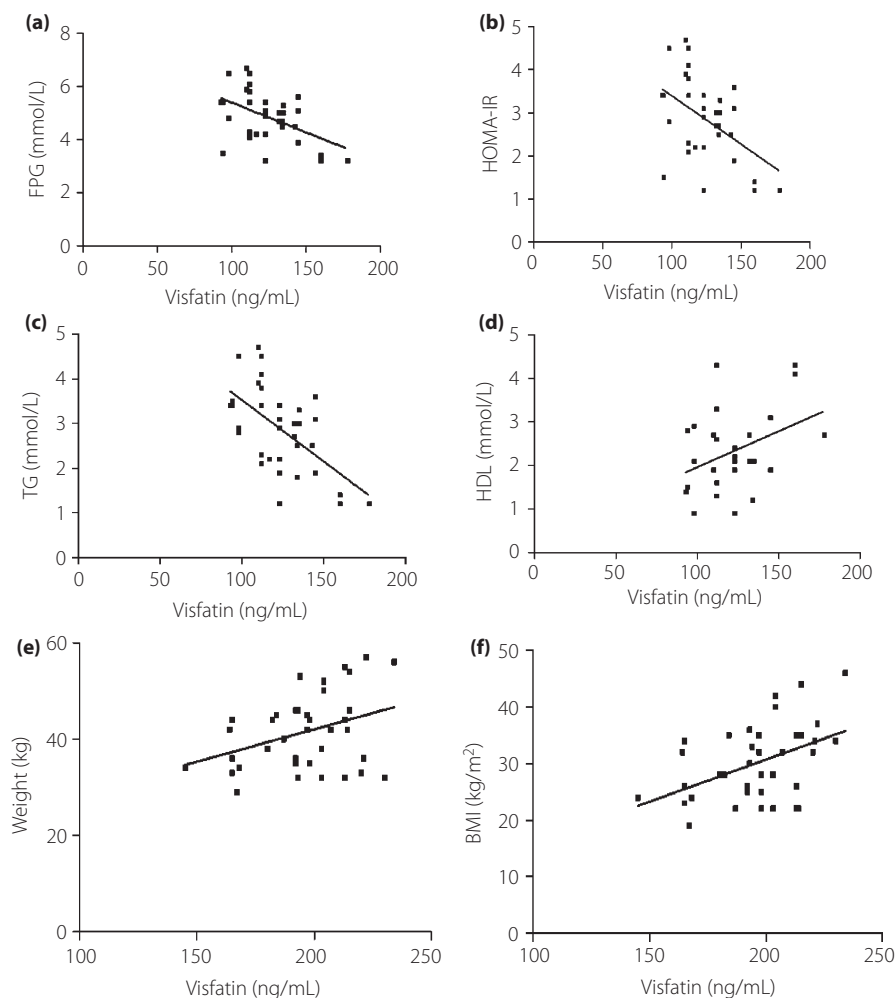 (a)
8
6
4
2
0
0 50 100 150 200
FPG (mmol/L)
Visfatin (ng/mL)
(b)
5
4
3
2
1
0
0 50 100 150 200
HOMA-IR
Visfatin (ng/mL)
(c)
5
4
3
2
1
0
0 50 100 150 200
TG (mmol/L)
Visfatin (ng/mL)
(d)
5
4
3
2
1
0
0 50 100 150 200
HDL (mmol/L)
Visfatin (ng/mL)
(e)
60
40
20
0
100 150 200 250
Weight (kg)
Visfatin (ng/mL)
(f)
50
40
30
20
10
0
100 150 200 250
BMI (kg/m²)
Visfatin (ng/mL)